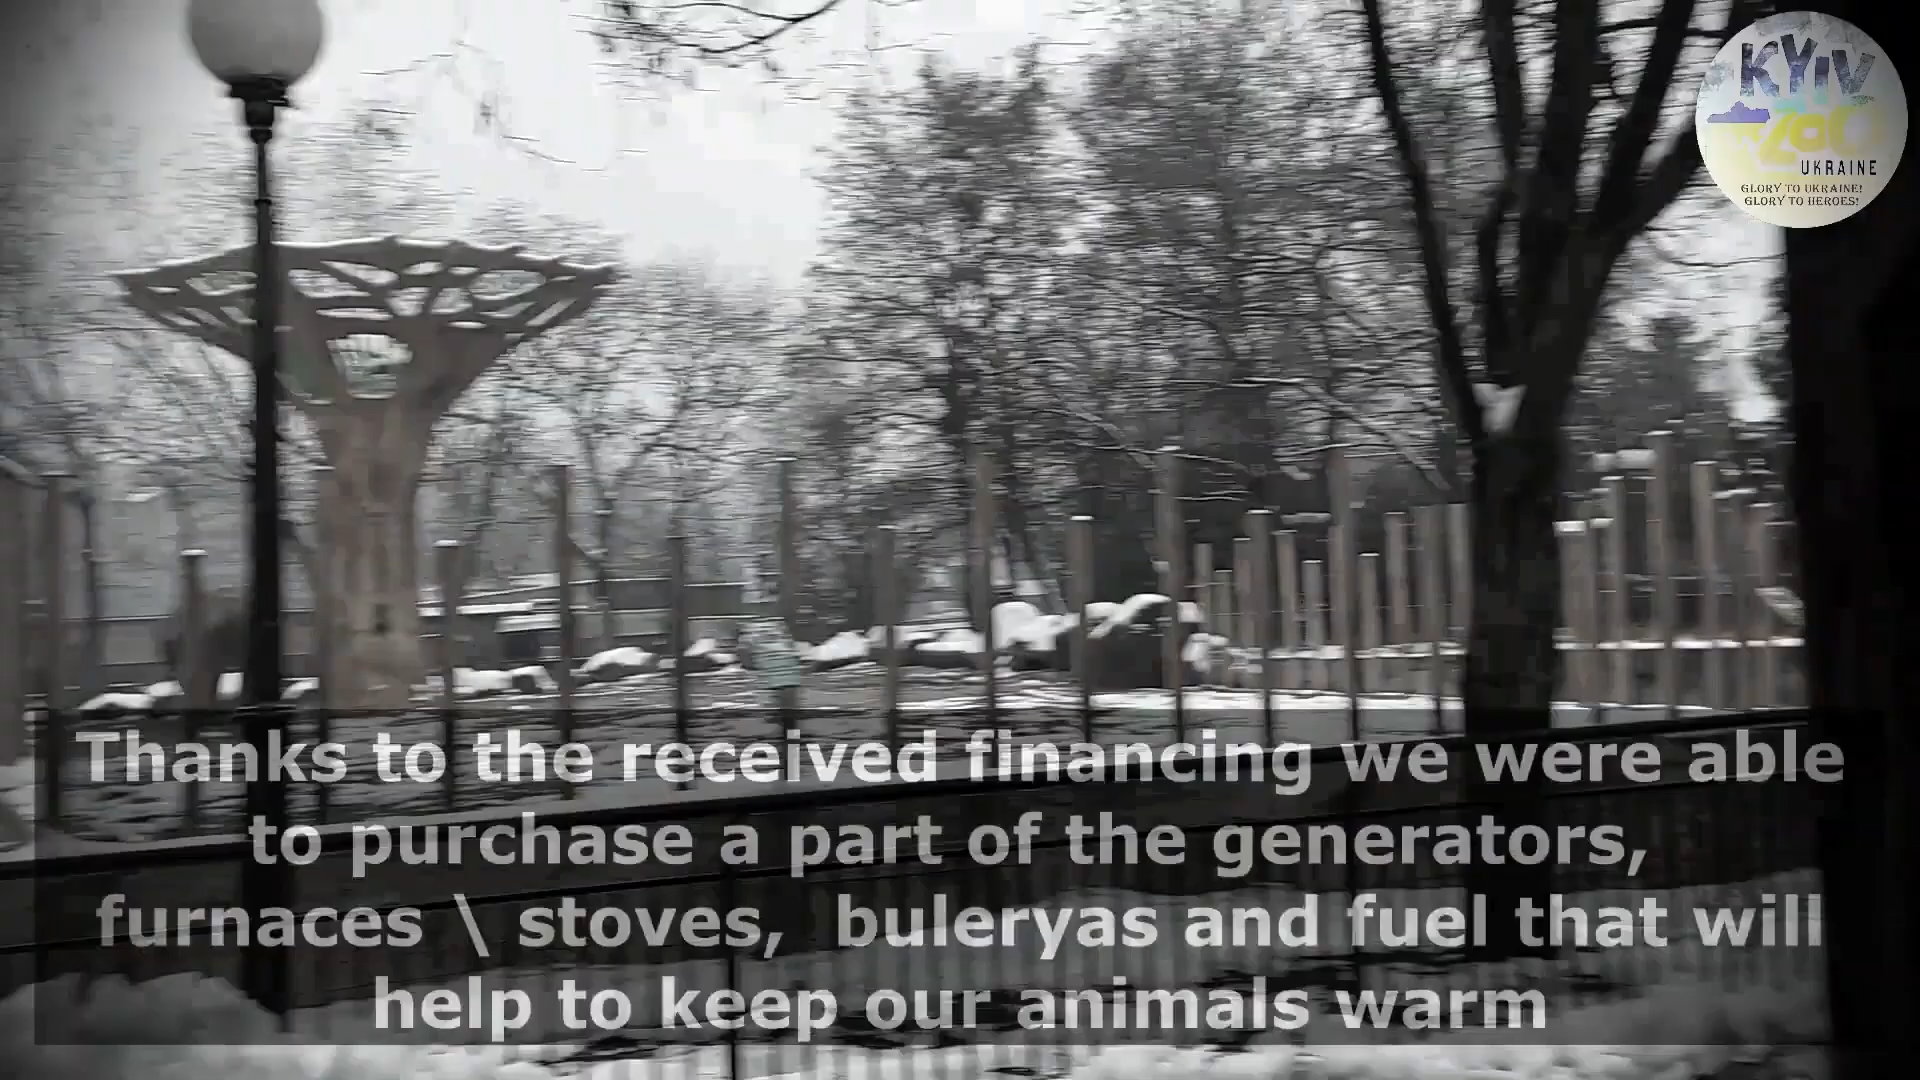 KYIV
ZOO
UKRAINE
GLORY TO UKRAINE!
GLORY TO HEROES!
Thanks to the received financing we were able
to purchase a part of the generators,
furnaces \ stoves,  buleryas and fuel that will
help to keep our animals warm